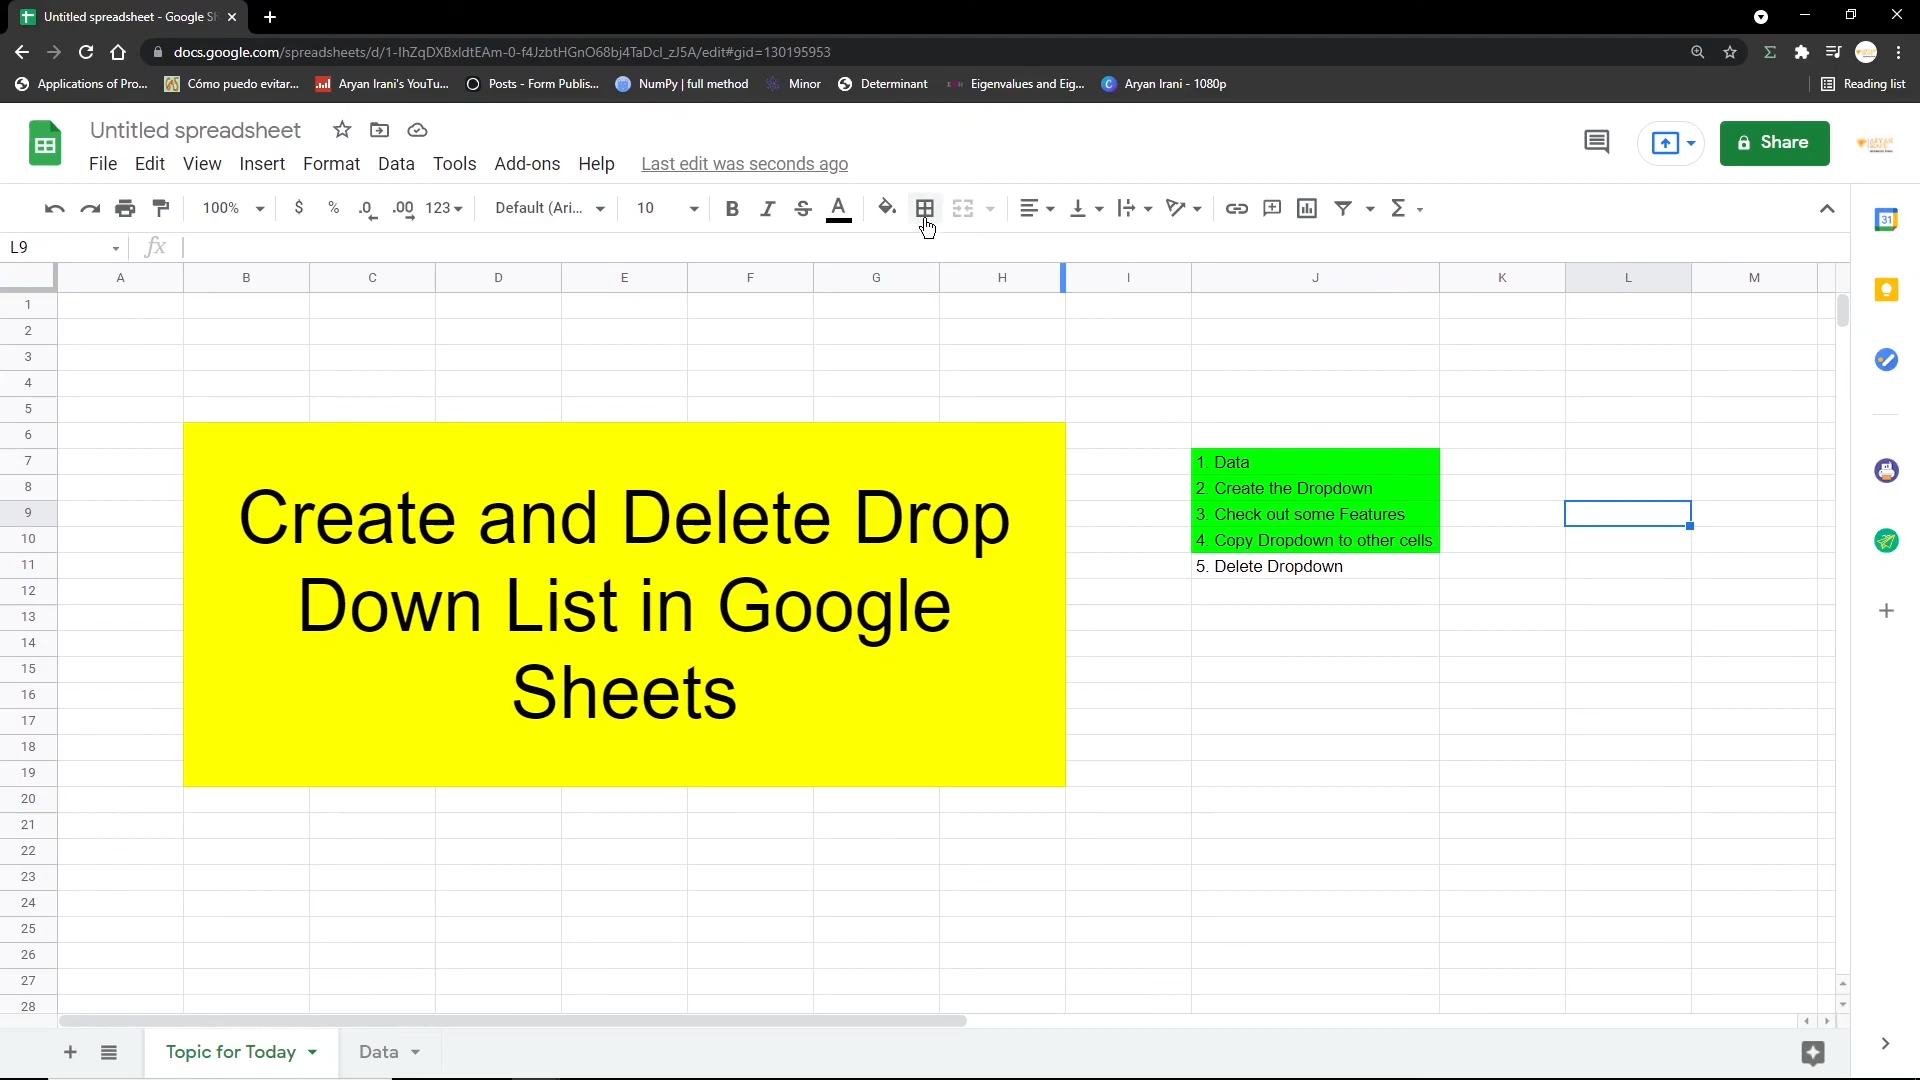 Untitled spreadsheet - Google Sh
docs.google.com/spreadsheets/d/1-IhZqDXBxIdtEAm-0-f4JzbtHGnO68bj4TaDcI_zJ5A/edit#gid=130195953
Applications of Pro... Cómo puedo evitar... Aryan Irani's YouTu... Posts - Form Publis... NumPy | full method Minor Determinant Eigenvalues and Eig... Aryan Irani - 1080p Reading list
Untitled spreadsheet
File Edit View Insert Format Data Tools Add-ons Help Last edit was seconds ago
Share
100% $ % .0 .00 123 Default (Ari... 10 B I S A
31
L9 fx
A B C D E F G H I J K L M
1
2
3
4
5
6
7 1. Data
8 2. Create the Dropdown
9 3. Check out some Features
10 4. Copy Dropdown to other cells
11 5. Delete Dropdown
12
13
14
15
16
17
18
19
20
21
22
23
24
25
26
27
28
Create and Delete Drop
Down List in Google
Sheets
Topic for Today Data